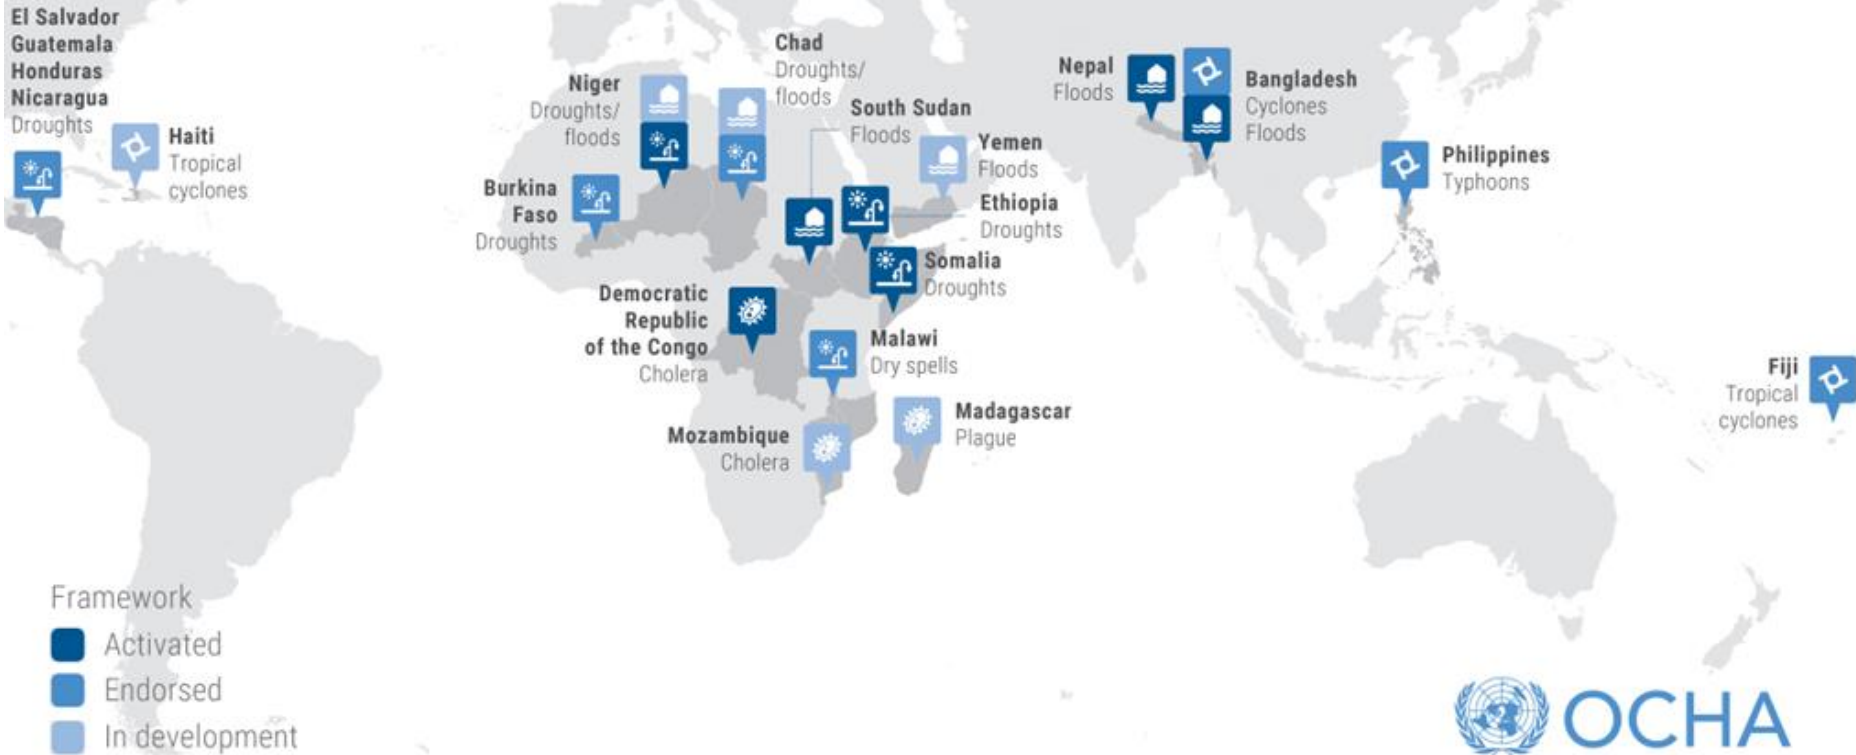 El Salvador
Guatemala
Honduras
Nicaragua
Droughts
Haiti
Tropical
cyclones
Niger
Droughts/
floods
Chad
Droughts/
floods
Burkina
Faso
Droughts
South Sudan
Floods
Yemen
Floods
Ethiopia
Droughts
Somalia
Droughts
Democratic
Republic
of the Congo
Cholera
Malawi
Dry spells
Mozambique
Cholera
Madagascar
Plague
Nepal
Floods
Bangladesh
Cyclones
Floods
Philippines
Typhoons
Fiji
Tropical
cyclones
Framework
Activated
Endorsed
In development
OCHA